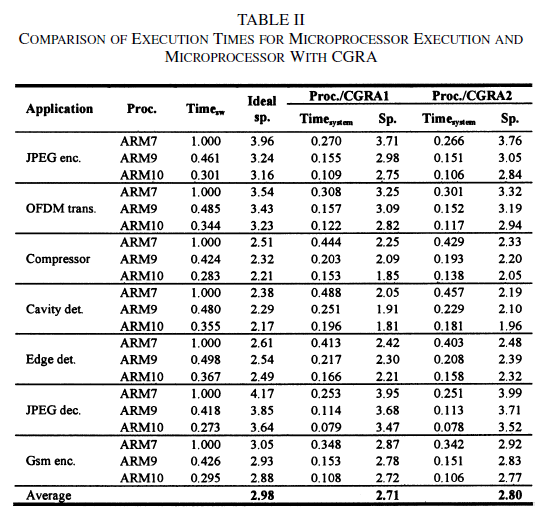 TABLE II
COMPARISON OF EXECUTION TIMES FOR MICROPROCESSOR EXECUTION AND
MICROPROCESSOR WITH CGRA
Application Proc. Timesw Ideal sp. Proc./CGRA1 Proc./CGRA2
Timesystem Sp. Timesystem Sp.
ARM7 1.000 3.96 0.270 3.71 0.266 3.76
JPEG enc. ARM9 0.461 3.24 0.155 2.98 0.151 3.05
ARM10 0.301 3.16 0.109 2.75 0.106 2.84
ARM7 1.000 3.54 0.308 3.25 0.301 3.32
OFDM trans. ARM9 0.485 3.43 0.157 3.09 0.152 3.19
ARM10 0.344 3.23 0.122 2.82 0.117 2.94
ARM7 1.000 2.51 0.444 2.25 0.429 2.33
Compressor ARM9 0.424 2.32 0.203 2.09 0.193 2.20
ARM10 0.283 2.21 0.153 1.85 0.138 2.05
ARM7 1.000 2.38 0.488 2.05 0.457 2.19
Cavity det. ARM9 0.480 2.29 0.251 1.91 0.229 2.10
ARM10 0.355 2.17 0.196 1.81 0.181 1.96
ARM7 1.000 2.61 0.413 2.42 0.403 2.48
Edge det. ARM9 0.498 2.54 0.217 2.30 0.208 2.39
ARM10 0.367 2.49 0.166 2.21 0.158 2.32
ARM7 1.000 4.17 0.253 3.95 0.251 3.99
JPEG dec. ARM9 0.418 3.85 0.114 3.68 0.113 3.71
ARM10 0.273 3.64 0.079 3.47 0.078 3.52
ARM7 1.000 3.05 0.348 2.87 0.342 2.92
Gsm enc. ARM9 0.426 2.93 0.153 2.78 0.151 2.83
ARM10 0.295 2.88 0.108 2.72 0.106 2.77
Average 2.98 2.71 2.80